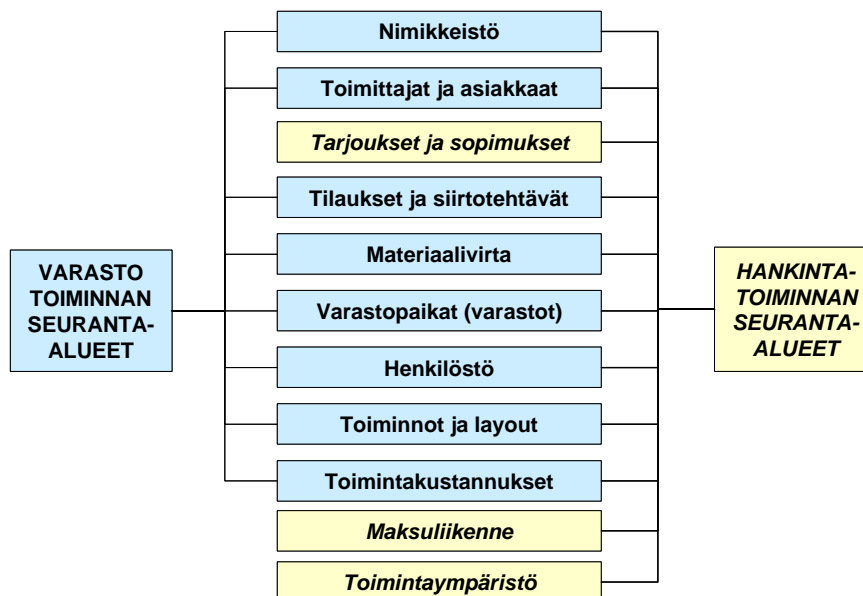 Nimikkeistö
Toimittajat ja asiakkaat
Tarjoukset ja sopimukset
Tilaukset ja siirtotehtävät
Materiaalivirta
Varastopaikat (varastot)
Henkilöstö
Toiminnot ja layout
Toimintakustannukset
Maksuliikenne
Toimintaympäristö
VARASTO
TOIMINNAN
SEURANTA-
ALUEET
HANKINTA-
TOIMINNAN
SEURANTA-
ALUEET